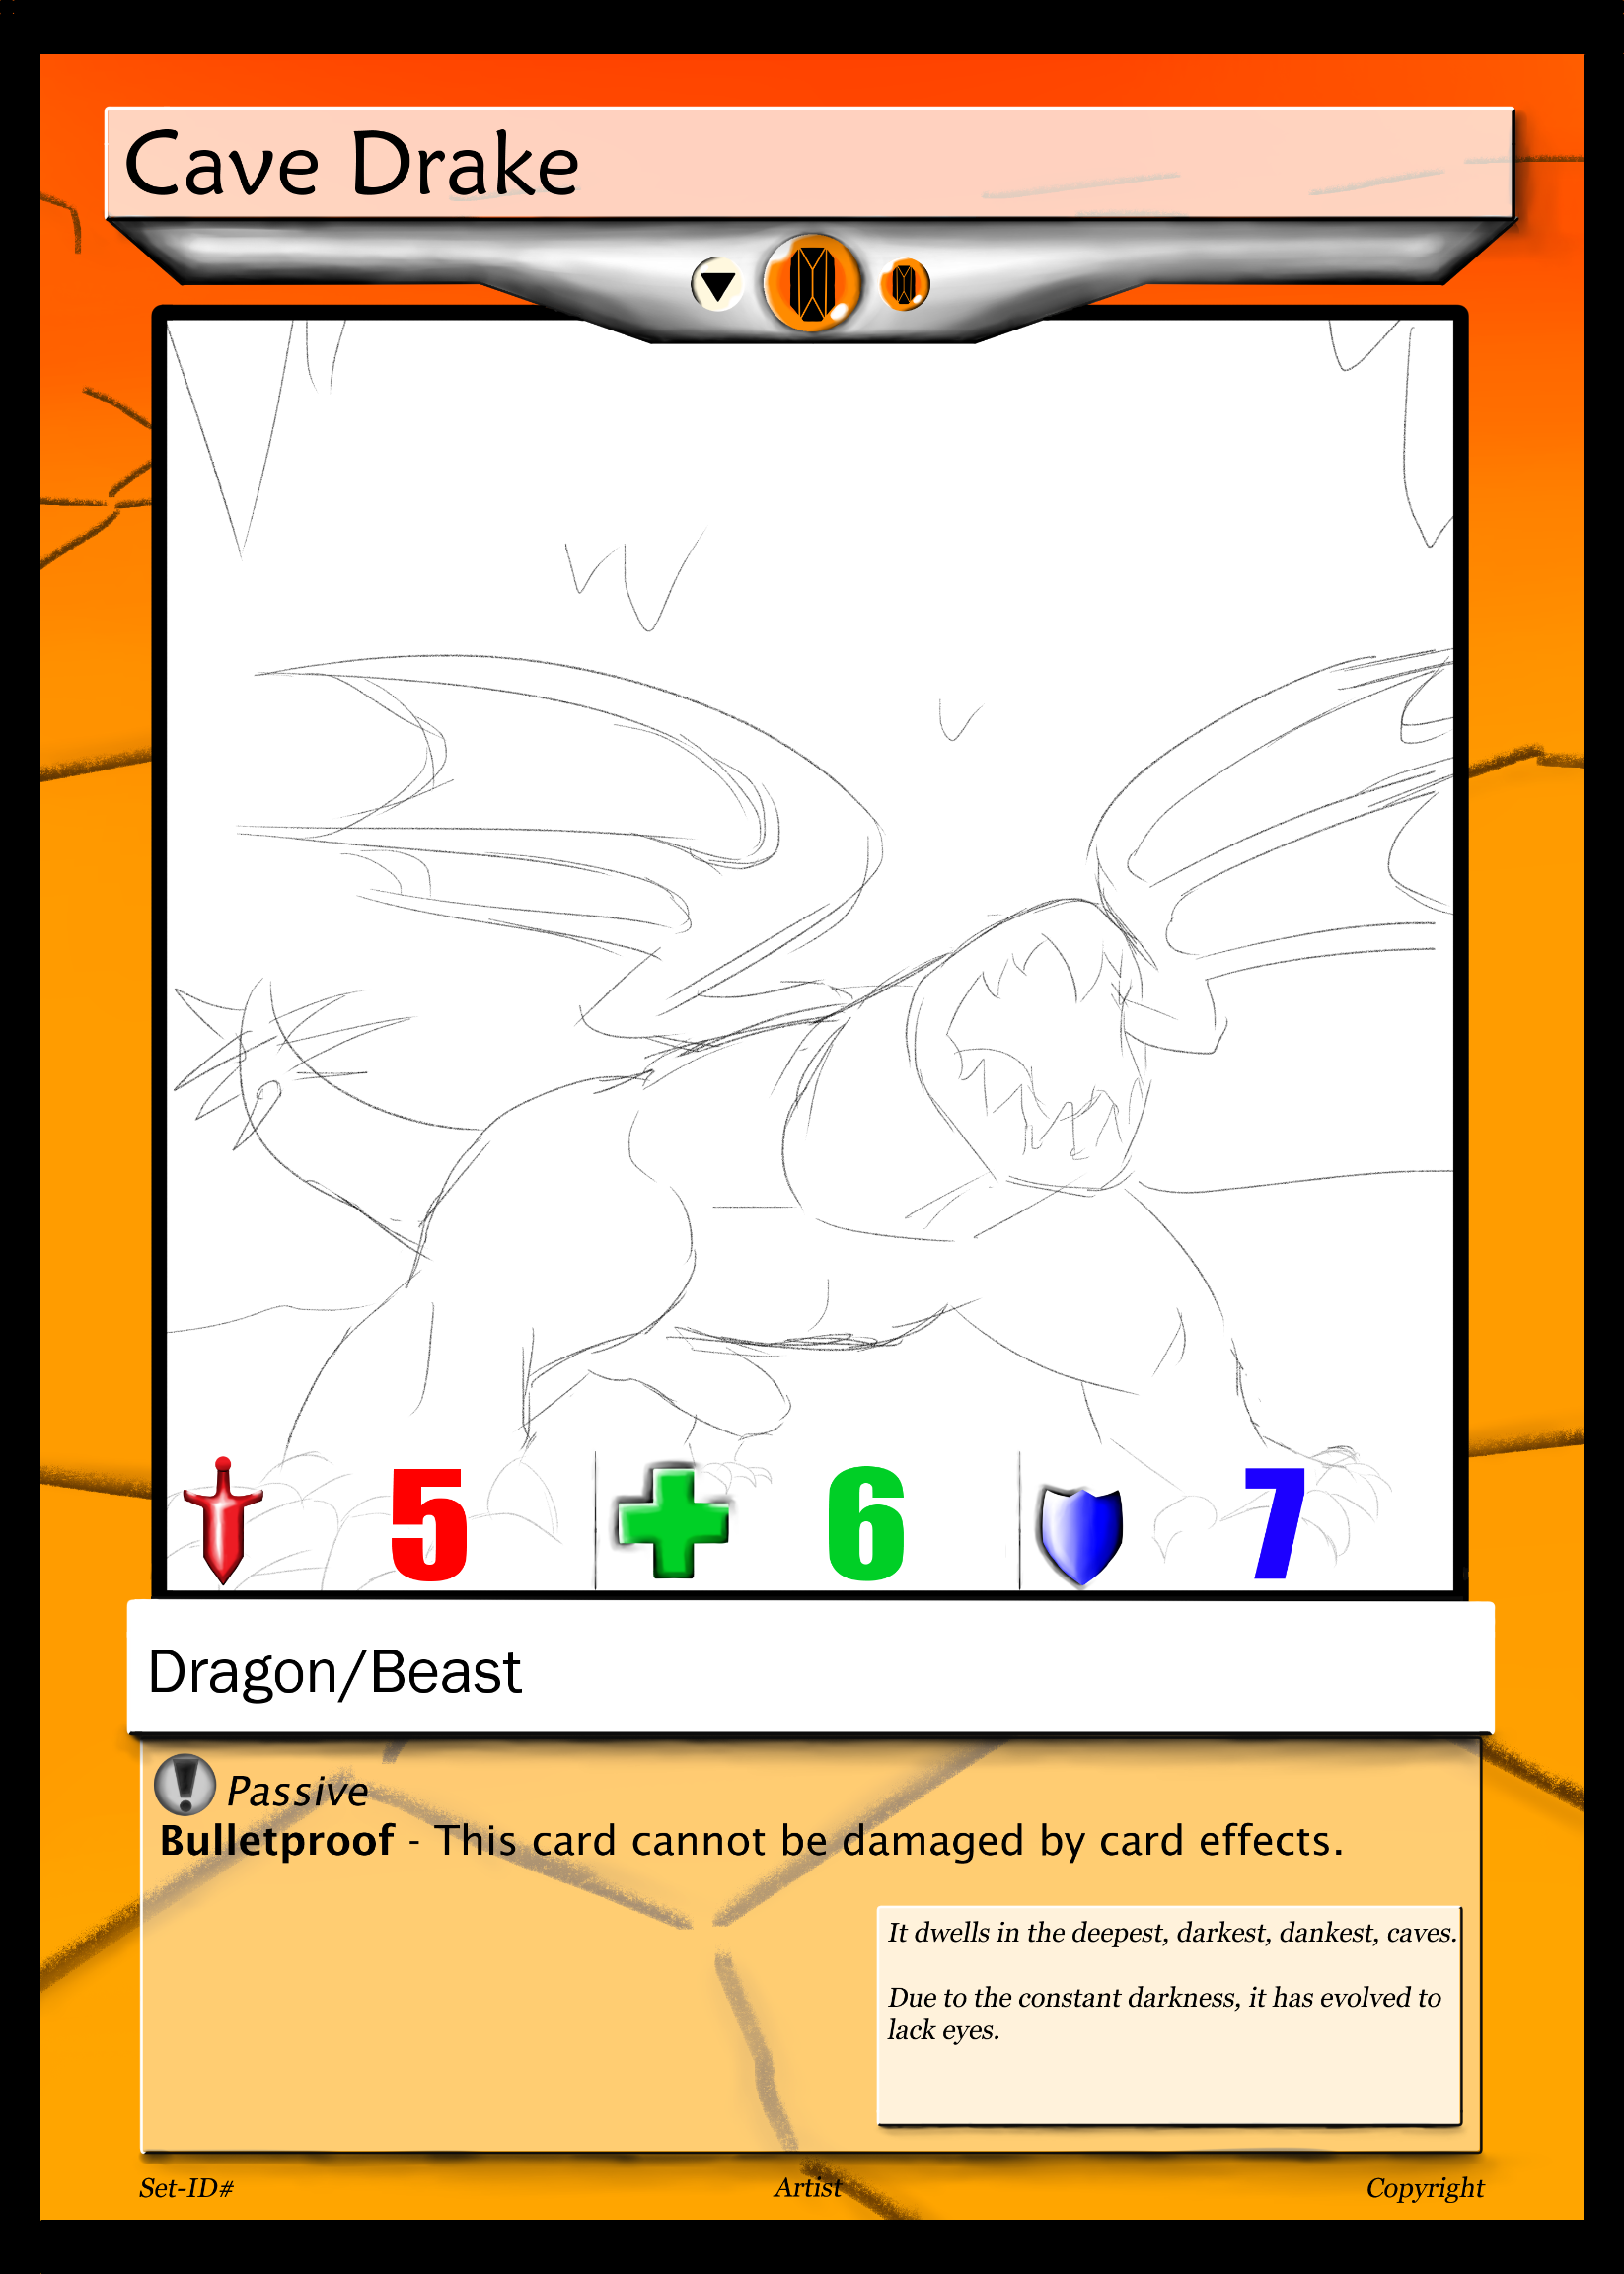 Cave Drake
5 6 7
Dragon/Beast
Passive
Bulletproof - This card cannot be damaged by card effects.
It dwells in the deepest, darkest, dankest, caves.
Due to the constant darkness, it has evolved to
lack eyes.
Set-ID# Artist Copyright